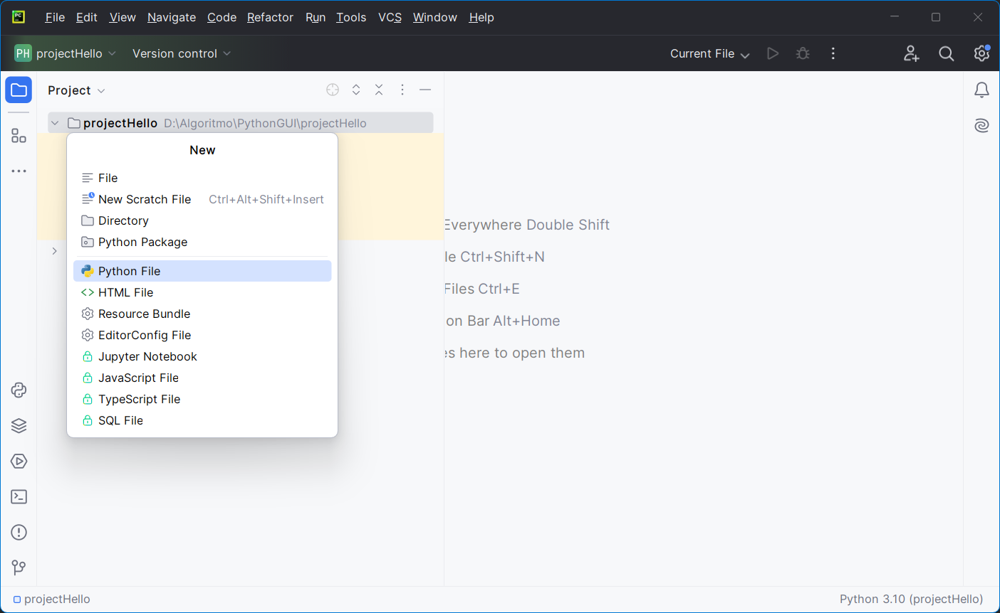 PC
File Edit View Navigate Code Refactor Run Tools VCS Window Help
PH projectHello Version control Current File
Project
projectHello D:\Algoritmo\PythonGUI\projectHello
New
File
New Scratch File Ctrl+Alt+Shift+Insert
Directory
Python Package
Python File
HTML File
Resource Bundle
EditorConfig File
Jupyter Notebook
JavaScript File
TypeScript File
SQL File
Everywhere Double Shift
le Ctrl+Shift+N
Files Ctrl+E
on Bar Alt+Home
es here to open them
projectHello Python 3.10 (projectHello)